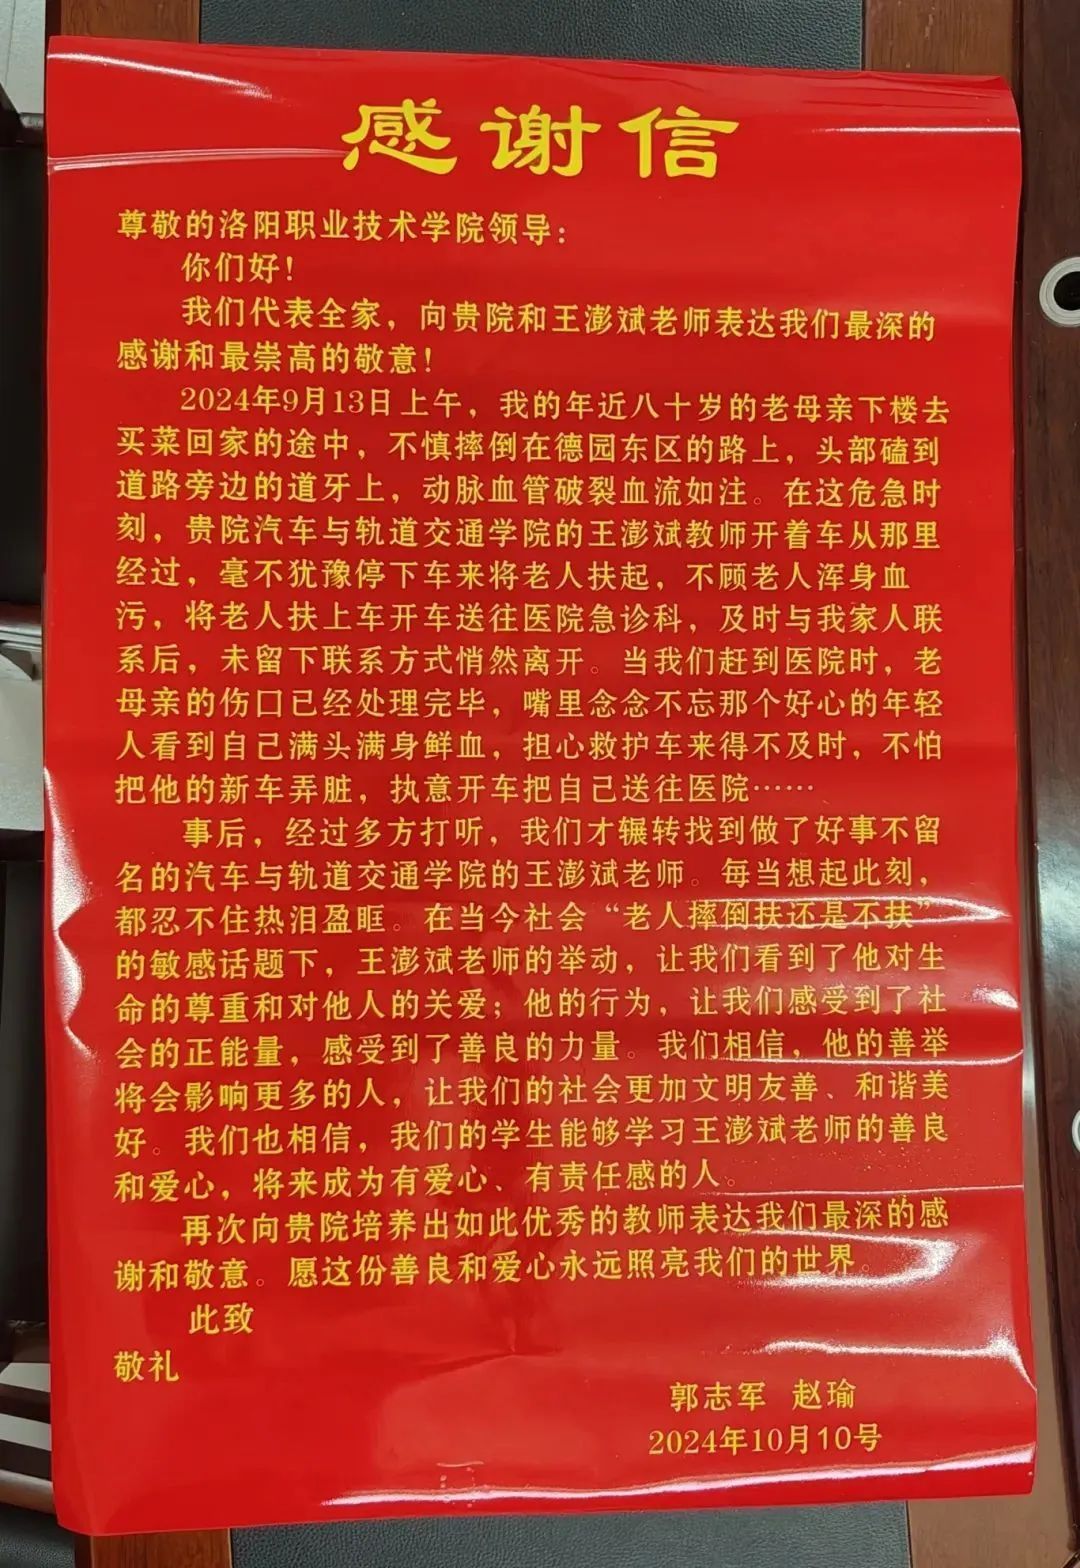 感谢信
尊敬的洛阳职业技术学院领导：
你们好！
我们代表全家，向贵院和王澎斌老师表达我们最深的
感谢和最崇高的敬意！
2024年9月13日上午，我的年近八十岁的老母亲下楼去
买菜回家的途中，不慎摔倒在德园东区的路上，头部磕到
道路旁边的道牙上，动脉血管破裂血流如注。在这危急时
刻，贵院汽车与轨道交通学院的王澎斌教师开着车从那里
经过，毫不犹豫停下车来将老人扶起，不顾老人浑身血
污，将老人扶上车开车送往医院急诊科，及时与我家人联
系后，未留下联系方式悄然离开。当我们赶到医院时，老
母亲的伤口已经处理完毕，嘴里念念不忘那个好心的年轻
人看到自己满头满身鲜血，担心救护车来得不及时，不怕
把他的新车弄脏，执意开车把自己送往医院……
事后，经过多方打听，我们才辗转找到做了好事不留
名的汽车与轨道交通学院的王澎斌老师。每当想起此刻，
都忍不住热泪盈眶。在当今社会“老人摔倒扶还是不扶”
的敏感话题下，王澎斌老师的举动，让我们看到了他对生
命的尊重和对他人的关爱；他的行为，让我们感受到了社
会的正能量，感受到了善良的力量。我们相信，他的善举
将会影响更多的人，让我们的社会更加文明友善、和谐美
好。我们也相信，我们的学生能够学习王澎斌老师的善良
和爱心，将来成为有爱心、有责任感的人。
再次向贵院培养出如此优秀的教师表达我们最深的感
谢和敬意。愿这份善良和爱心永远照亮我们的世界。
此致
敬礼
郭志军 赵瑜
2024年10月10号